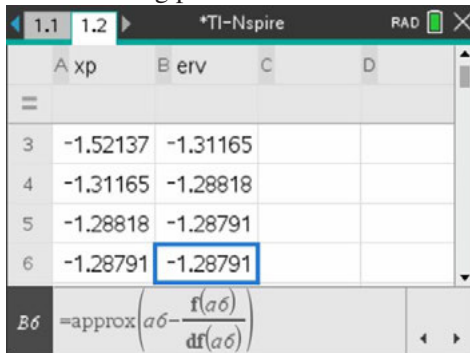 1.1 1.2 *TI-Nspire RAD
A xp B erv C D
=
3 -1.52137 -1.31165
4 -1.31165 -1.28818
5 -1.28818 -1.28791
6 -1.28791 -1.28791
B6 =approx(a6-f(a6)/df(a6))